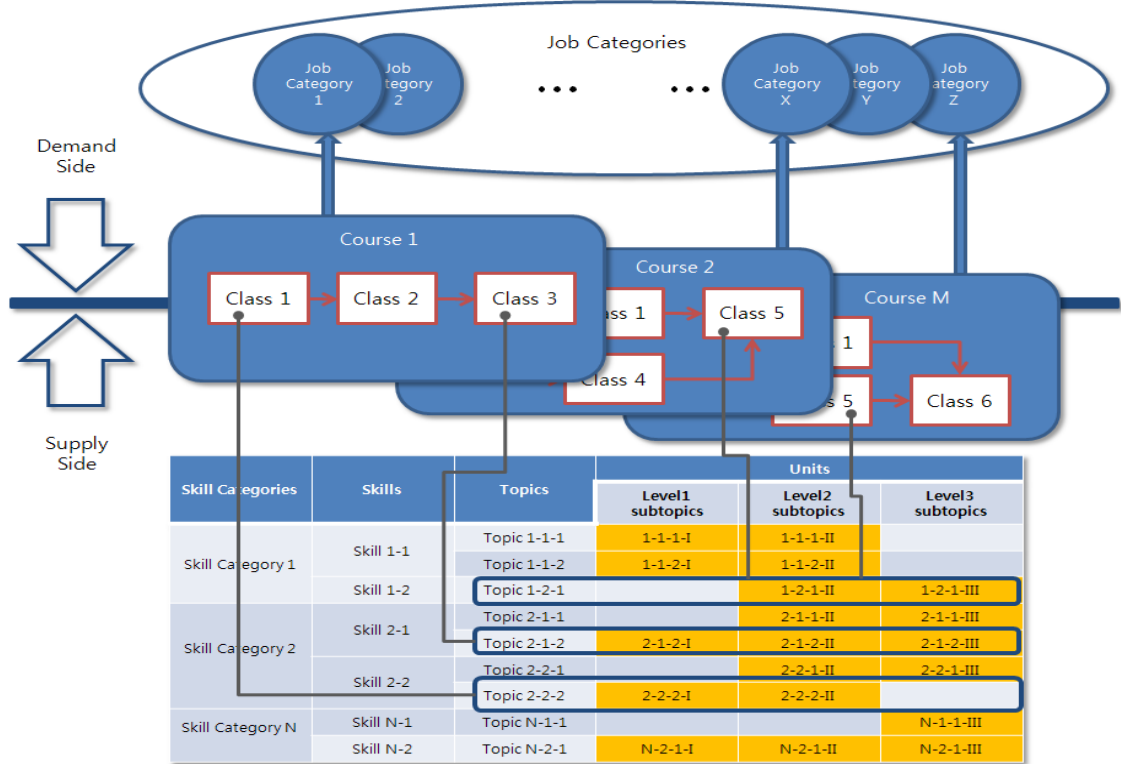 Job Categories
Job
Category
1
Job
tegory
2
... ...
Job
Category
X
Job
ategory
Y
Job
ategory
Z
Demand
Side
Supply
Side
Course 1
Class 1
Class 2
Class 3
Course 2
ass 1
Class 5
Class 4
Course M
1
5
Class 6
Skill Categories
Skills
Topics
Units
Level1
subtopics
Level2
subtopics
Level3
subtopics
Skill Category 1
Skill 1-1
Topic 1-1-1
1-1-1-I
1-1-1-II
Topic 1-1-2
1-1-2-I
1-1-2-II
Skill 1-2
Topic 1-2-1
1-2-1-II
1-2-1-III
Skill Category 2
Skill 2-1
Topic 2-1-1
2-1-1-II
2-1-1-III
Topic 2-1-2
2-1-2-I
2-1-2-II
2-1-2-III
Skill 2-2
Topic 2-2-1
2-2-1-II
2-2-1-III
Topic 2-2-2
2-2-2-I
2-2-2-II
Skill Category N
Skill N-1
Topic N-1-1
N-1-1-III
Skill N-2
Topic N-2-1
N-2-1-I
N-2-1-II
N-2-1-III